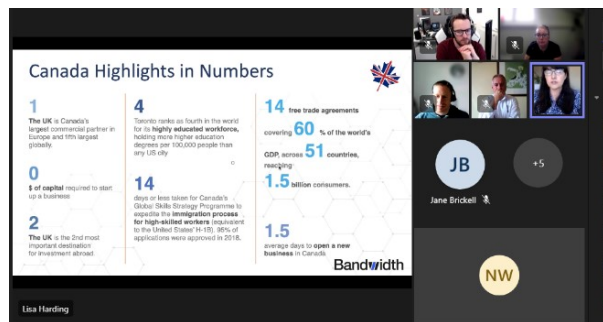 Canada Highlights in Numbers
1
The UK is Canada's
largest commercial partner in
Europe and fifth largest
globally.
0
$ of capital required to start
up a business
2
The UK is the 2nd most
important destination
for investment abroad
4
Toronto ranks as fourth in the world
for its highly educated workforce,
holding more higher education
degrees per 100,000 people than
any US city
14
days or less taken for Canada's
Global Skills Strategy Programme to
expedite the immigration process
for high-skilled workers (equivalent
to the United States' H-1B). 95% of
applications were approved in 2018.
14 free trade agreements
covering 60 % of the world's
GDP, across 51 countries,
reaching
1.5 billion consumers.
1.5
average days to open a new
business in Canada
Bandwidth
Lisa Harding
JB
Jane Brickell
+5
NW